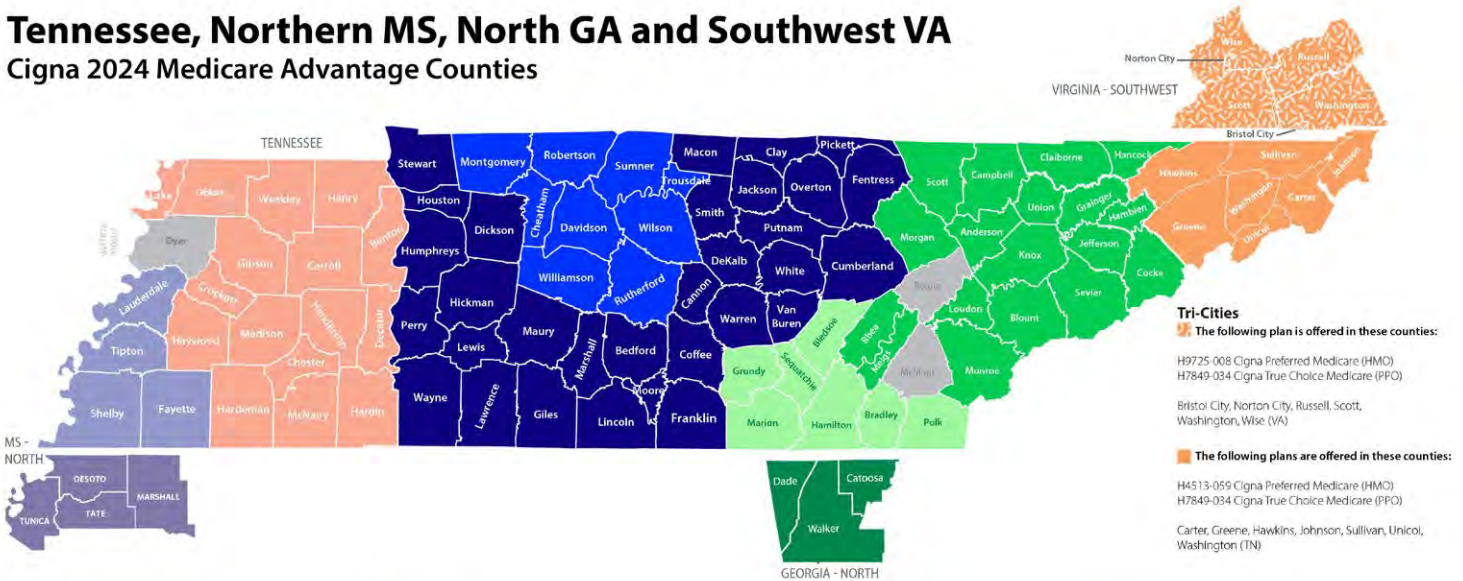 Tennessee, Northern MS, North GA and Southwest VA
Cigna 2024 Medicare Advantage Counties
Norton City
Wise
Russell
VIRGINIA - SOUTHWEST
Scott
Washington
Bristol City
TENNESSEE
Stewart
Montgomery
Robertson
Sumner
Macon
Clay
Pickett
Trousdale
Jackson
Overton
Fentress
Scott
Campbell
Claiborne
Hancock
Hawkins
Sullivan
Johnson
Lake
Weakley
Henry
Houston
Cheatham
Smith
Putnam
Union
Grainger
Hamblen
Washington
Carter
Greene
Unicoi
Dyer
Benton
Humphreys
Dickson
Davidson
Wilson
Morgan
Anderson
Jefferson
Knox
Cocke
Gibson
Carroll
Williamson
Rutherford
DeKalb
White
Cumberland
Sevier
Lauderdale
Crockett
Henderson
Decatur
Hickman
Cannon
Warren
Van
Buren
Bledsoe
Rhea
Meigs
Loudon
Blount
Tipton
Haywood
Madison
Chester
Perry
Lewis
Maury
Marshall
Bedford
Coffee
Grundy
Sequatchie
McMinn
Monroe
Shelby
Fayette
Hardeman
McNairy
Hardin
Wayne
Lawrence
Giles
Lincoln
Moore
Franklin
Marion
Hamilton
Bradley
Polk
MS -
NORTH
DESOTO
MARSHALL
TUNICA
TATE
Dade
Catoosa
Walker
GEORGIA - NORTH
Tri-Cities
The following plan is offered in these counties:
H9725-008 Cigna Preferred Medicare (HMO)
H7849-034 Cigna True Choice Medicare (PPO)
Bristol City, Norton City, Russell, Scott,
Washington, Wise (VA)
The following plans are offered in these counties:
H4513-059 Cigna Preferred Medicare (HMO)
H7849-034 Cigna True Choice Medicare (PPO)
Carter, Greene, Hawkins, Johnson, Sullivan, Unicoi,
Washington (TN)